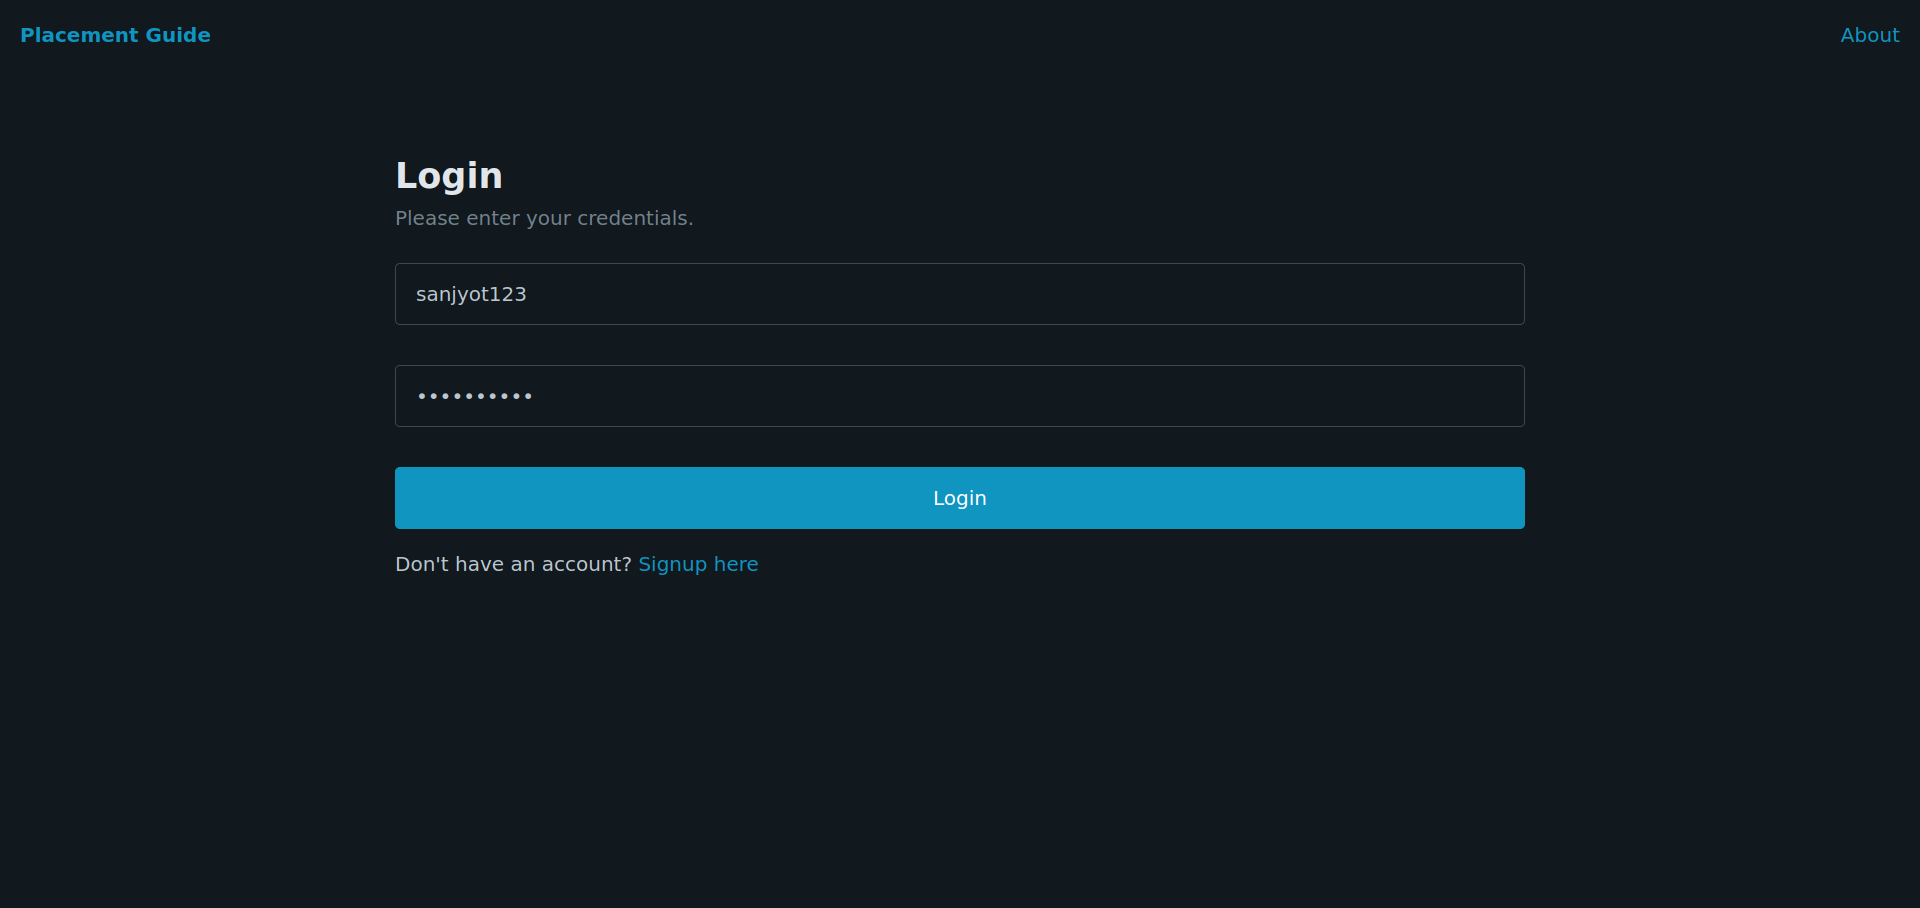 Placement Guide
About
Login
Please enter your credentials.
sanjyot123
••••••••••
Login
Don't have an account? Signup here